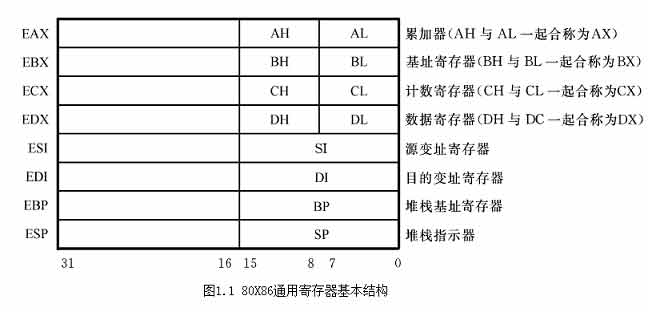 EAX AH AL 累加器(AH 与 AL 一起合称为AX)
EBX BH BL 基址寄存器(BH 与 BL 一起合称为BX)
ECX CH CL 计数寄存器(CH 与 CL 一起合称为CX)
EDX DH DL 数据寄存器(DH 与 DC 一起合称为DX)
ESI SI 源变址寄存器
EDI DI 目的变址寄存器
EBP BP 堆栈基址寄存器
ESP SP 堆栈指示器
31 16 15 8 7 0
图1.1 80X86通用寄存器基本结构